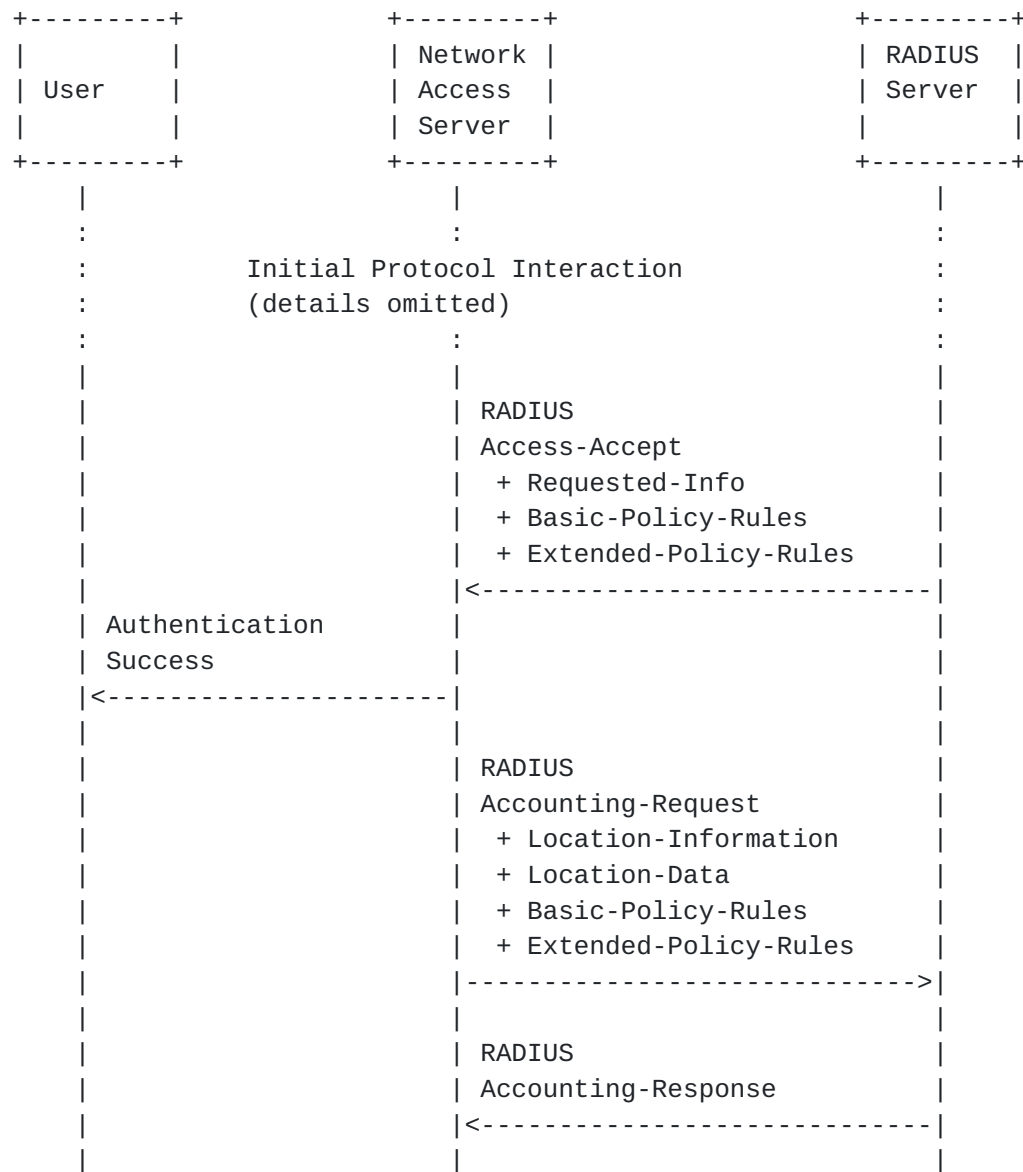 +---------+             +---------+                   +---------+
|         |             | Network |                   | RADIUS  |
| User    |             | Access  |                   | Server  |
|         |             | Server  |                   |         |
+---------+             +---------+                   +---------+
    |                       |                              |
    :                       :                              :
    :          Initial Protocol Interaction                :
    :          (details omitted)                           :
    :                       :                              :
    |                       |                              |
    |                       | RADIUS                       |
    |                       | Access-Accept                |
    |                       |  + Requested-Info            |
    |                       |  + Basic-Policy-Rules        |
    |                       |  + Extended-Policy-Rules     |
    |                       |<-----------------------------|
    | Authentication        |                              |
    | Success               |                              |
    |<----------------------|                              |
    |                       |                              |
    |                       | RADIUS                       |
    |                       | Accounting-Request           |
    |                       |  + Location-Information      |
    |                       |  + Location-Data             |
    |                       |  + Basic-Policy-Rules        |
    |                       |  + Extended-Policy-Rules     |
    |                       |----------------------------->|
    |                       |                              |
    |                       | RADIUS                       |
    |                       | Accounting-Response          |
    |                       |<-----------------------------|
    |                       |                              |